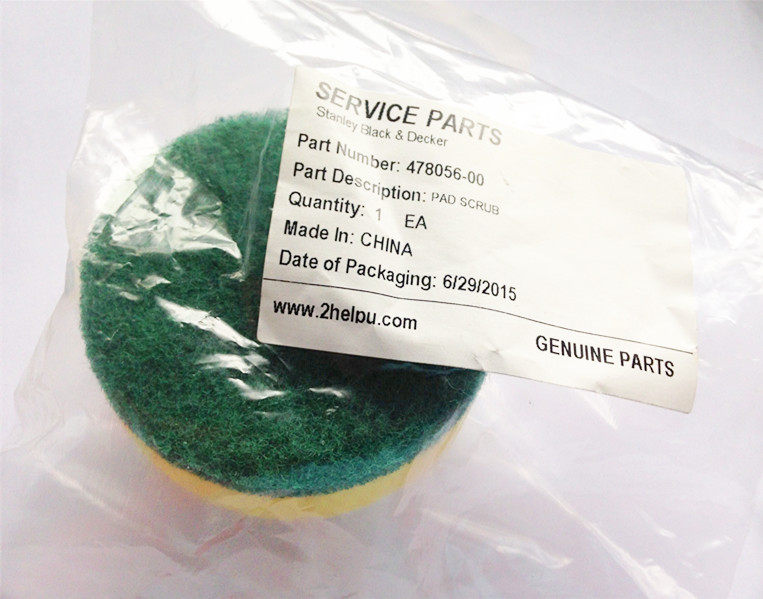 SERVICE PARTS
Stanley Black & Decker
Part Number: 478056-00
Part Description: PAD SCRUB
Quantity: 1 EA
Made In: CHINA
Date of Packaging: 6/29/2015
www.2helpu.com
GENUINE PARTS